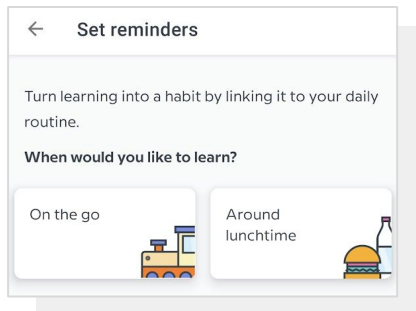 Set reminders
Turn learning into a habit by linking it to your daily
routine.
When would you like to learn?
On the go
Around
lunchtime